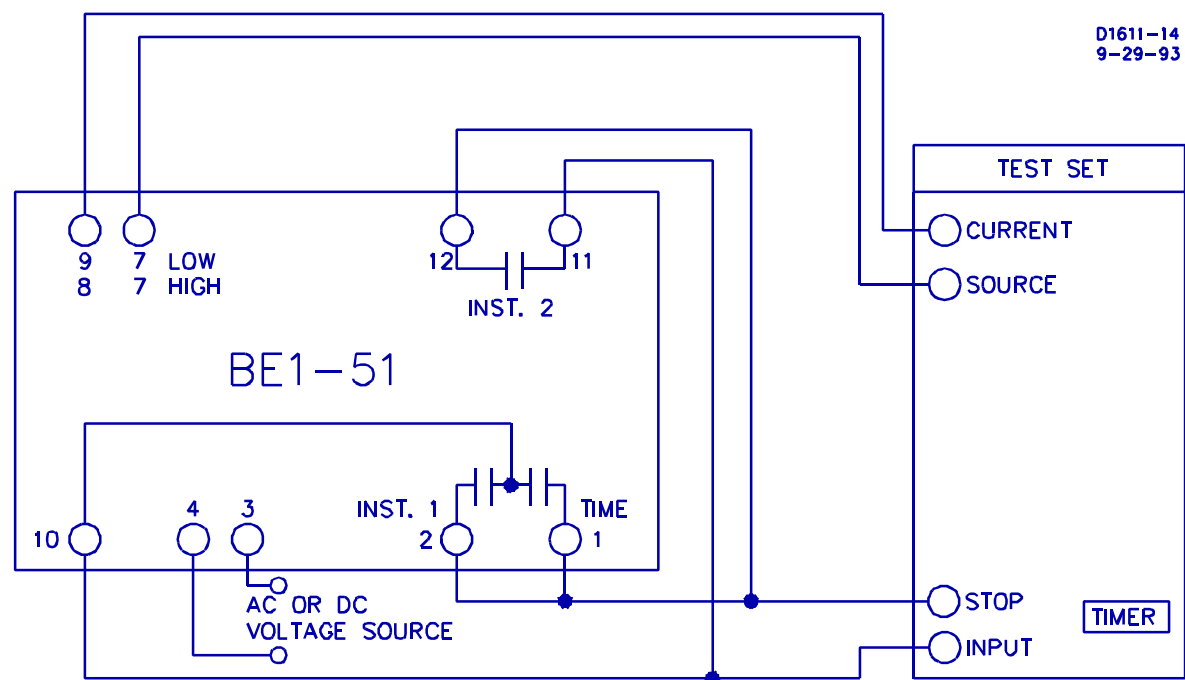 D1611-14
9-29-93
TEST SET
CURRENT
9 7 LOW
8 7 HIGH
12 11
INST. 2
SOURCE
BE1-51
4 3 INST. 1 TIME
10 2 1
AC OR DC
VOLTAGE SOURCE
STOP
TIMER
INPUT